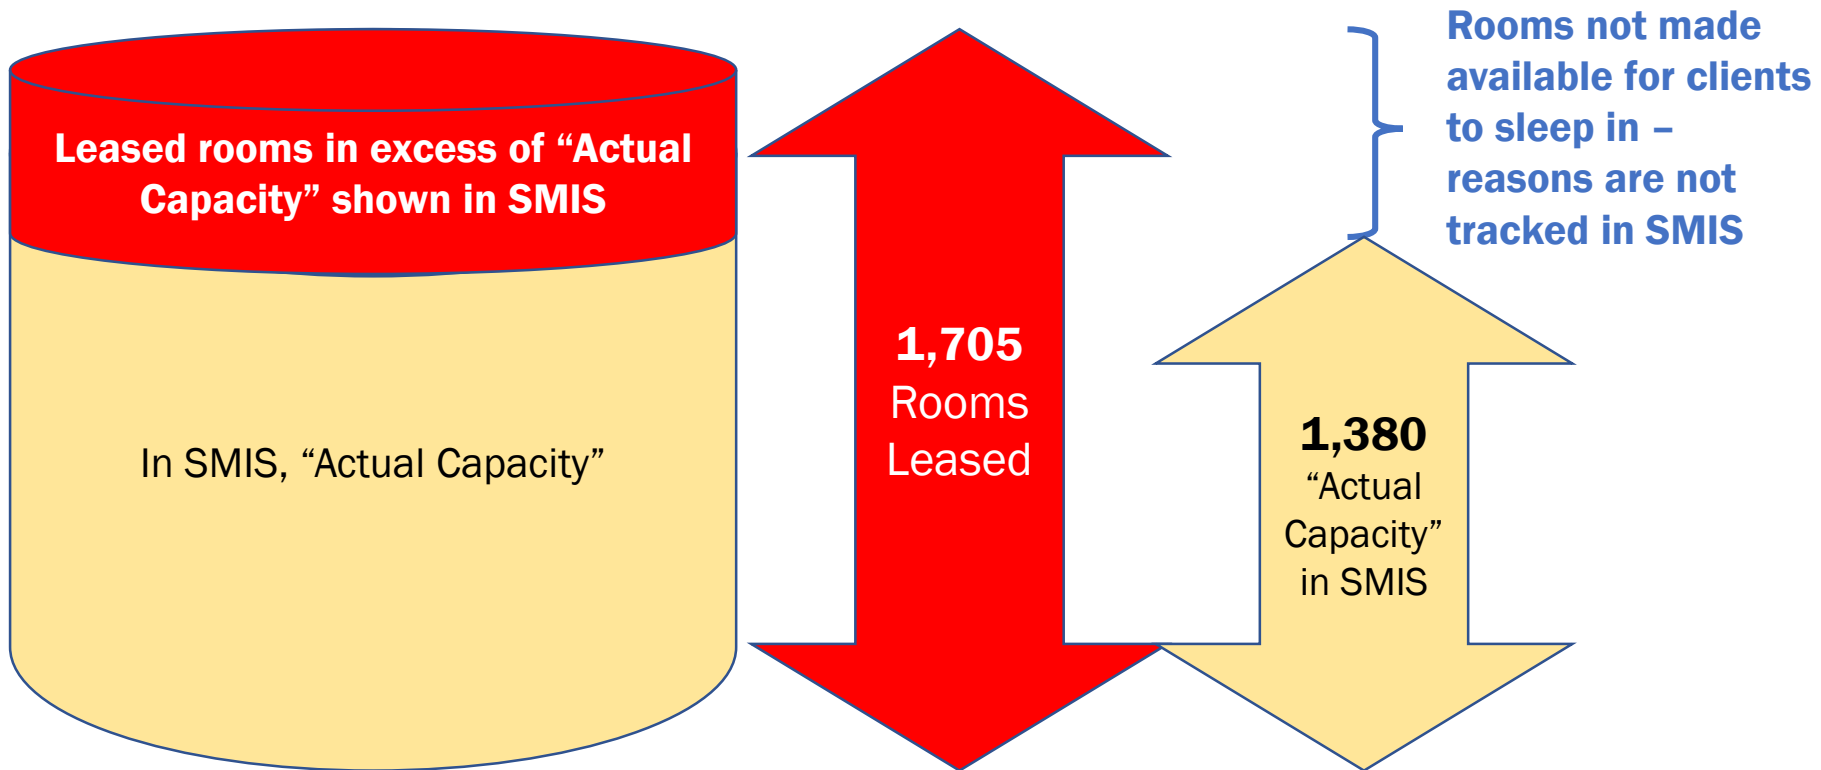 Leased rooms in excess of “Actual
Capacity” shown in SMIS
In SMIS, “Actual Capacity”
1,705
Rooms
Leased
1,380
“Actual
Capacity”
in SMIS
Rooms not made
available for clients
to sleep in –
reasons are not
tracked in SMIS